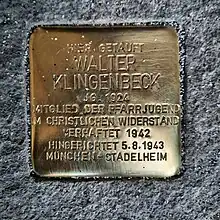 HIER GETAUFT
WALTER
KLINGENBECK
JG. 1924
MITGLIED DER PFARRJUGEND
IM CHRISTLICHEN WIDERSTAND
VERHAFTET 1942
HINGERICHTET 5.8.1943
MÜNCHEN-STADELHEIM